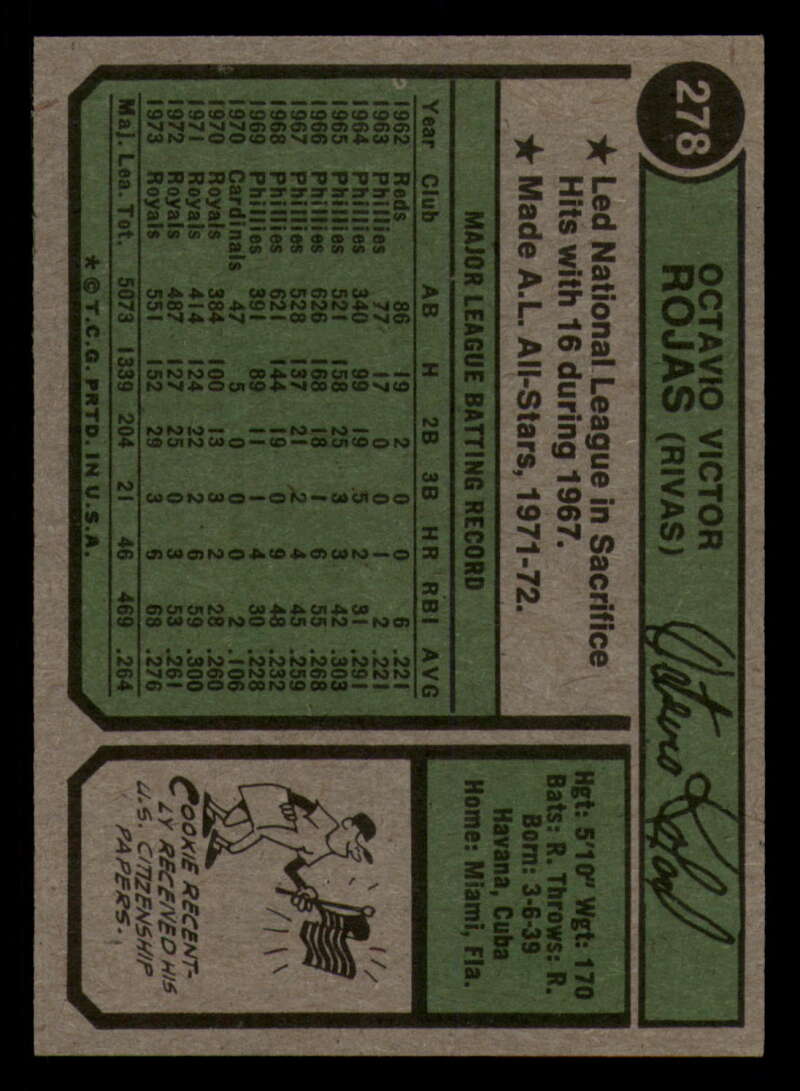 278
OCTAVIO VICTOR
ROJAS (RIVAS)
Octavio Rojas
★ Led National League in Sacrifice
Hits with 16 during 1967.
★ Made A.L. All-Stars, 1971-72.
MAJOR LEAGUE BATTING RECORD
Year Club AB H 2B 3B HR RBI AVG
1962 Reds 86 19 2 0 0 6 .221
1963 Phillies 77 17 0 0 1 2 .221
1964 Phillies 340 99 19 5 2 31 .291
1965 Phillies 521 158 25 3 3 42 .303
1966 Phillies 626 168 18 1 6 55 .268
1967 Phillies 528 137 21 2 4 45 .259
1968 Phillies 621 144 19 0 9 48 .232
1969 Phillies 391 89 11 1 4 30 .228
1970 Cardinals 47 5 0 0 0 2 .106
1970 Royals 384 100 13 3 2 28 .260
1971 Royals 414 124 22 2 6 59 .300
1972 Royals 487 127 25 0 3 53 .261
1973 Royals 551 152 29 3 6 68 .276
Maj. Lea. Tot. 5073 1339 204 21 46 469 .264
* © T.C.G. PRTD. IN U.S.A.
Hgt: 5'10" Wgt: 170
Bats: R. Throws: R.
Born: 3-6-39
Havana, Cuba
Home: Miami, Fla.
COOKIE RECENT-
LY RECEIVED HIS
U.S. CITZENSHIP
PAPERS.